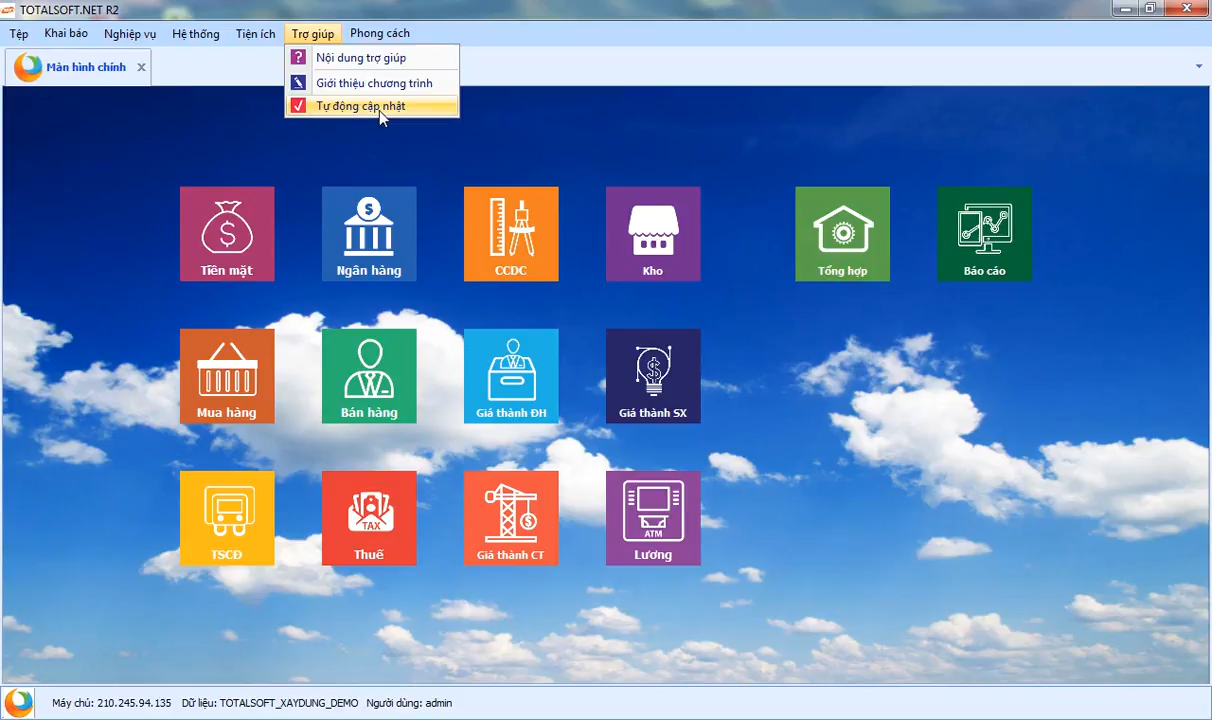 TOTALSOFT.NET R2
Tệp Khai báo Nghiệp vụ Hệ thống Tiện ích Trợ giúp Phong cách
Màn hình chính
Nội dung trợ giúp
Giới thiệu chương trình
Tự động cập nhật
Tiền mặt Ngân hàng CCDC Kho Tổng hợp Báo cáo
Mua hàng Bán hàng Giá thành ĐH Giá thành SX
TAX ATM
TSCĐ Thuế Giá thành CT Lương
Máy chủ: 210.245.94.135 Dữ liệu: TOTALSOFT_XAYDUNG_DEMO Người dùng: admin